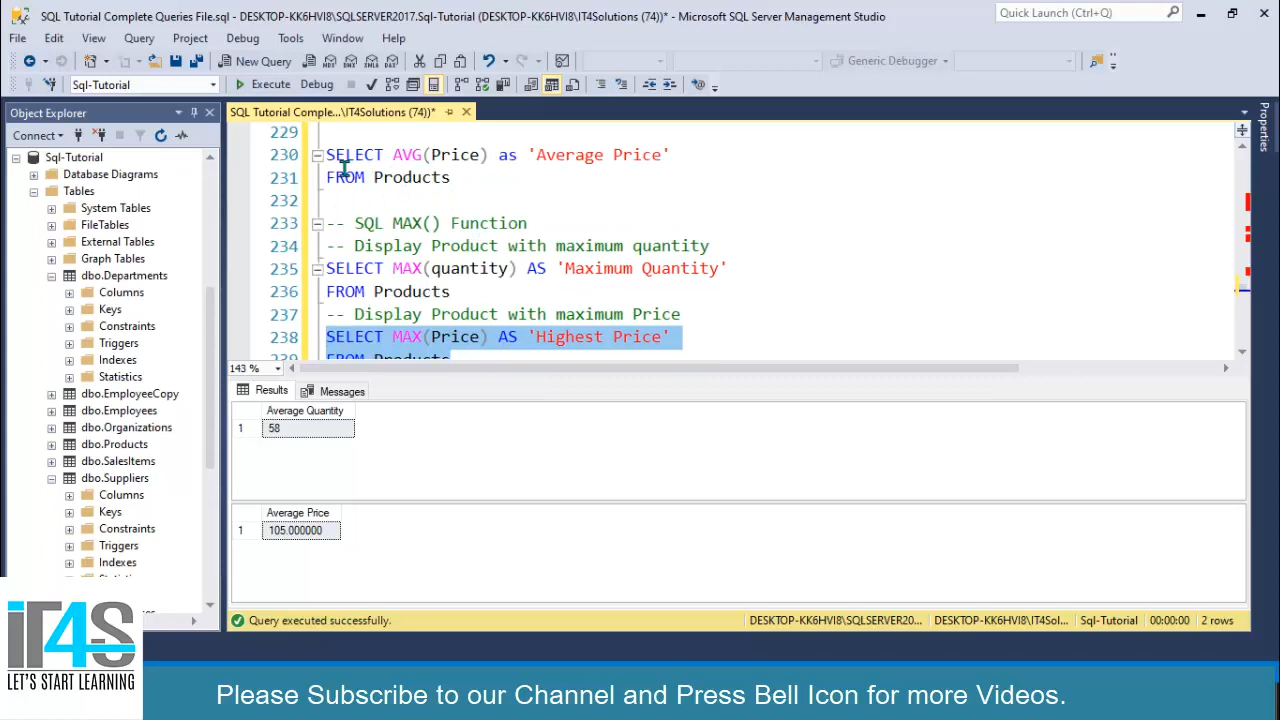 SQL Tutorial Complete Queries File.sql - DESKTOP-KK6HVI8\SQLSERVER2017.Sql-Tutorial (DESKTOP-KK6HVI8\IT4Solutions (74))* - Microsoft SQL Server Management Studio
Quick Launch (Ctrl+Q)
File Edit View Query Project Debug Tools Window Help
New Query
Generic Debugger
Sql-Tutorial Execute Debug
Object Explorer
SQL Tutorial Comple...\IT4Solutions (74))*
Properties
Connect
Sql-Tutorial
Database Diagrams
Tables
System Tables
FileTables
External Tables
Graph Tables
dbo.Departments
Columns
Keys
Constraints
Triggers
Indexes
Statistics
dbo.EmployeeCopy
dbo.Employees
dbo.Organizations
dbo.Products
dbo.SalesItems
dbo.Suppliers
Columns
Keys
Constraints
Triggers
Indexes
229
230 SELECT AVG(Price) as 'Average Price'
231 FROM Products
232
233 -- SQL MAX() Function
234 -- Display Product with maximum quantity
235 SELECT MAX(quantity) AS 'Maximum Quantity'
236 FROM Products
237 -- Display Product with maximum Price
238 SELECT MAX(Price) AS 'Highest Price'
239 FROM Products
143 %
Results Messages
Average Quantity
1 58
Average Price
1 105.000000
Query executed successfully.
DESKTOP-KK6HVI8\SQLSERVER20... DESKTOP-KK6HVI8\IT4Sol... Sql-Tutorial 00:00:00 2 rows
iT4S
LET'S START LEARNING
Please Subscribe to our Channel and Press Bell Icon for more Videos.